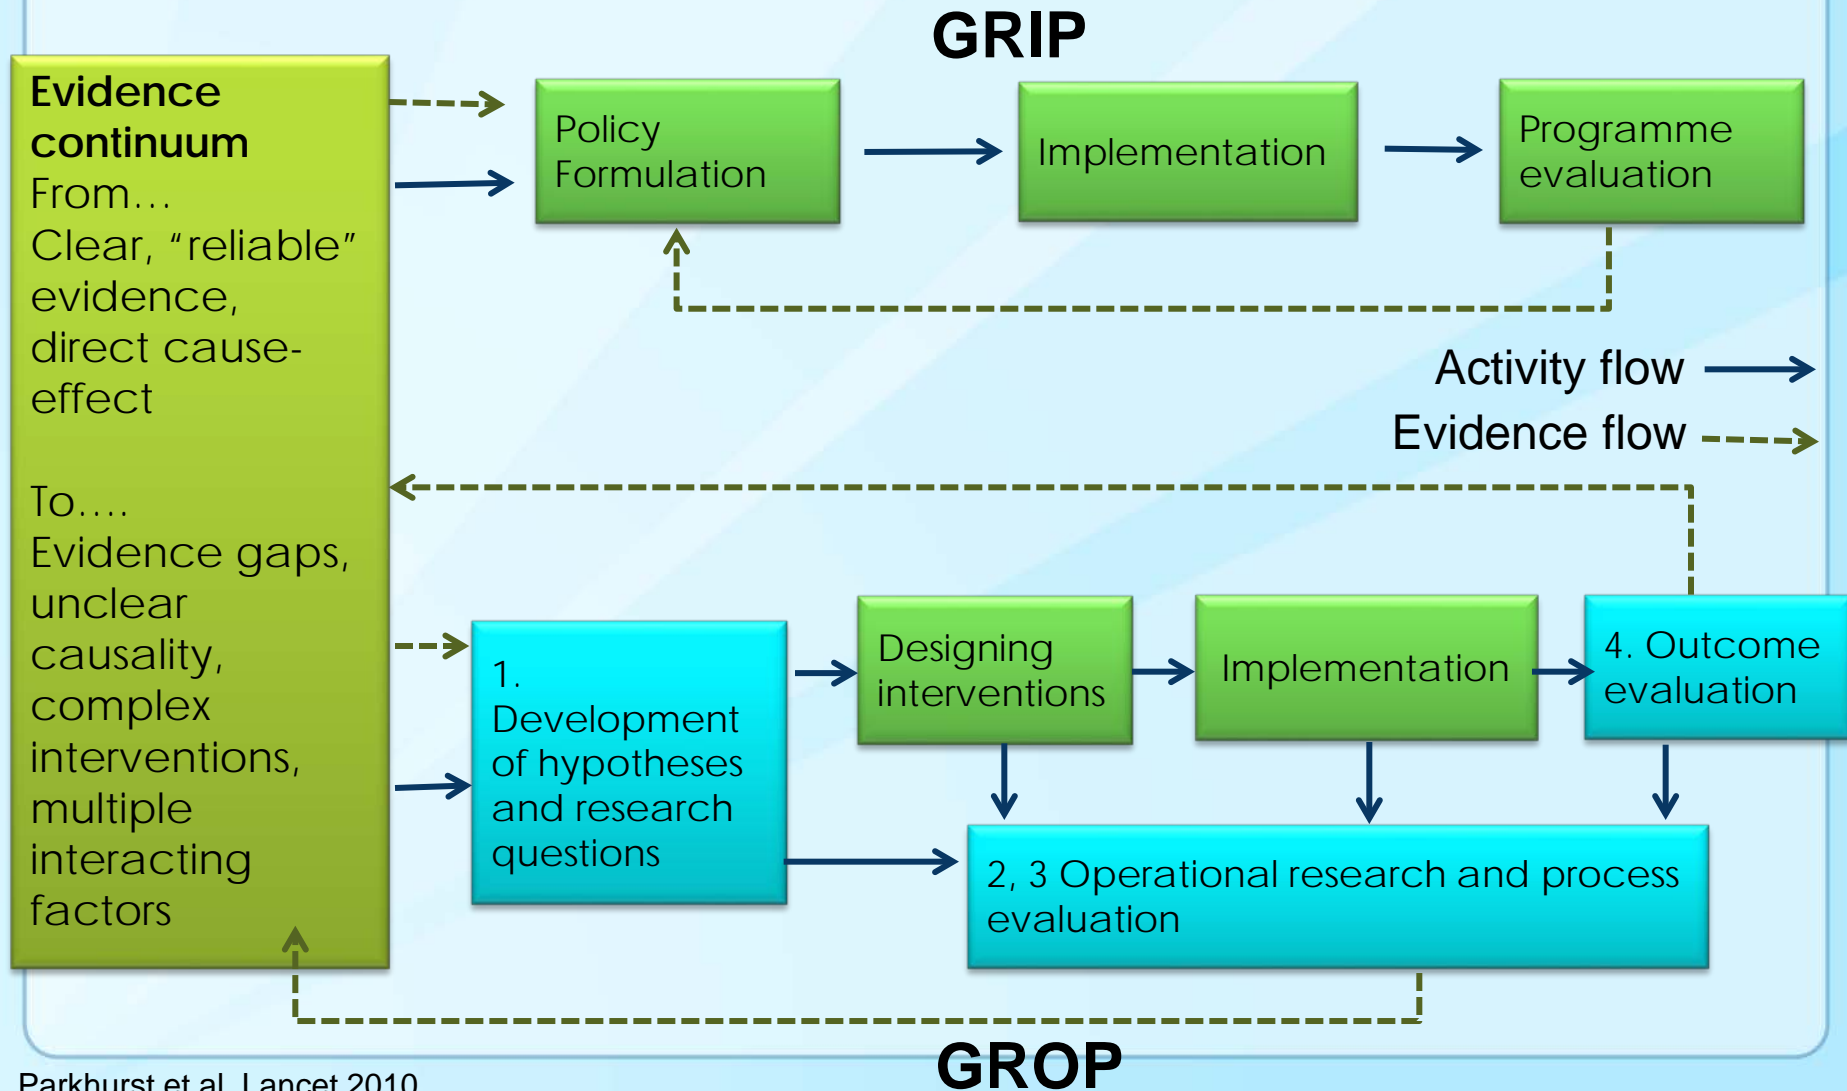 GRIP
Evidence
continuum
From...
Clear, “reliable”
evidence,
direct cause-
effect
To....
Evidence gaps,
unclear
causality,
complex
interventions,
multiple
interacting
factors
Policy
Formulation
Implementation
Programme
evaluation
Activity flow
Evidence flow
1.
Development
of hypotheses
and research
questions
Designing
interventions
Implementation
4. Outcome
evaluation
2, 3 Operational research and process
evaluation
GROP
Parkhurst et al. Lancet 2010